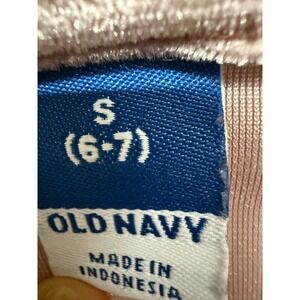 S
(6-7)
OLD NAVY
MADE IN
INDONESIA